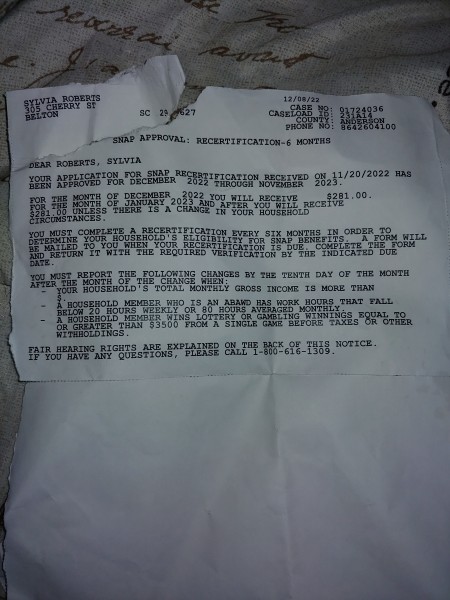 SYLVIA ROBERTS
305 CHERRY ST
BELTON SC 29627
12/08/22
CASE NO: 01724036
CASELOAD ID: 231A14
COUNTY: ANDERSON
PHONE NO: 8642604100
SNAP APPROVAL: RECERTIFICATION-6 MONTHS
DEAR ROBERTS, SYLVIA
YOUR APPLICATION FOR SNAP RECERTIFICATION RECEIVED ON 11/20/2022 HAS
BEEN APPROVED FOR DECEMBER 2022 THROUGH NOVEMBER 2023.
FOR THE MONTH OF DECEMBER 2022 YOU WILL RECEIVE $281.00.
FOR THE MONTH OF JANUARY 2023 AND AFTER YOU WILL RECEIVE
$281.00 UNLESS THERE IS A CHANGE IN YOUR HOUSEHOLD
CIRCUMSTANCES.
YOU MUST COMPLETE A RECERTIFICATION EVERY SIX MONTHS IN ORDER TO
DETERMINE YOUR HOUSEHOLD'S ELIGIBILITY FOR SNAP BENEFITS. A FORM WILL
BE MAILED TO YOU WHEN YOUR RECERTIFICATION IS DUE. COMPLETE THE FORM
AND RETURN IT WITH THE REQUIRED VERIFICATION BY THE INDICATED DUE
DATE.
YOU MUST REPORT THE FOLLOWING CHANGES BY THE TENTH DAY OF THE MONTH
AFTER THE MONTH OF THE CHANGE WHEN:
- YOUR HOUSEHOLD'S TOTAL MONTHLY GROSS INCOME IS MORE THAN
$.
- A HOUSEHOLD MEMBER WHO IS AN ABAWD HAS WORK HOURS THAT FALL
BELOW 20 HOURS WEEKLY OR 80 HOURS AVERAGED MONTHLY.
- A HOUSEHOLD MEMBER WINS LOTTERY OR GAMBLING WINNINGS EQUAL TO
OR GREATER THAN $3500 FROM A SINGLE GAME BEFORE TAXES OR OTHER
WITHHOLDINGS.
FAIR HEARING RIGHTS ARE EXPLAINED ON THE BACK OF THIS NOTICE.
IF YOU HAVE ANY QUESTIONS, PLEASE CALL 1-800-616-1309.